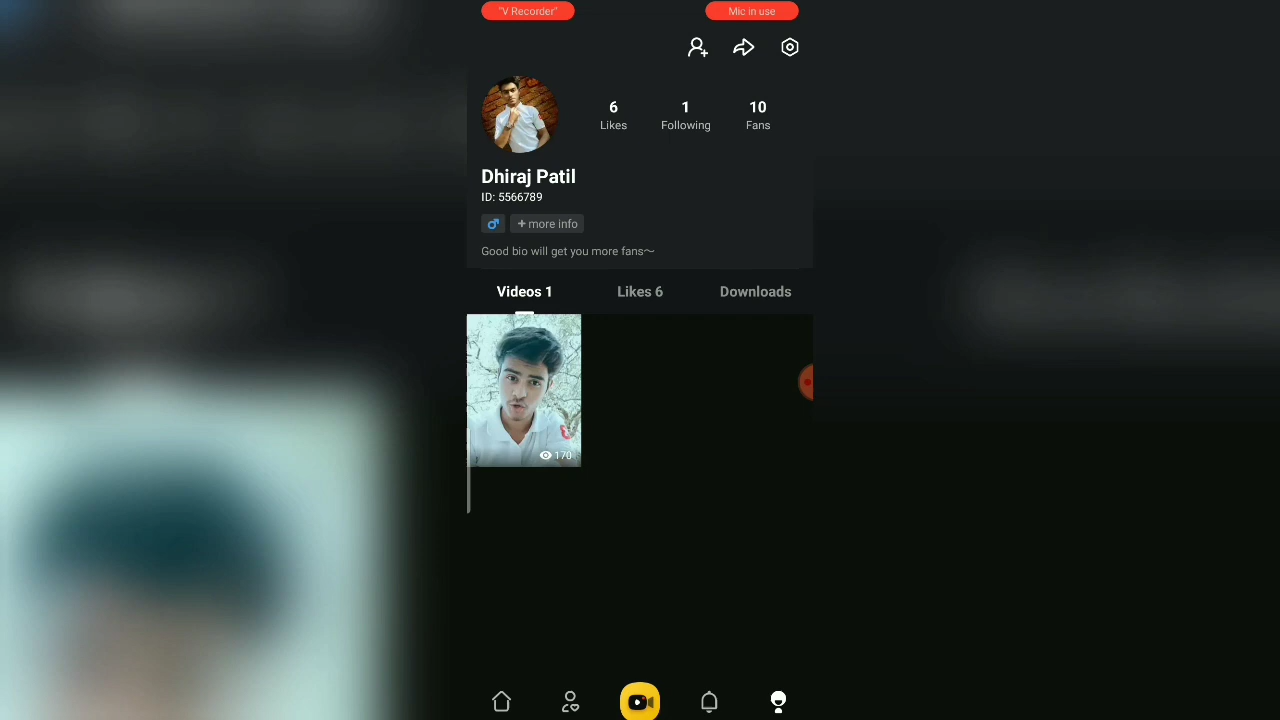 "V Recorder"
Mic in use
6
1
10
Likes
Following
Fans
Dhiraj Patil
ID: 5566789
+ more info
Good bio will get you more fans～
Videos 1
Likes 6
Downloads
170